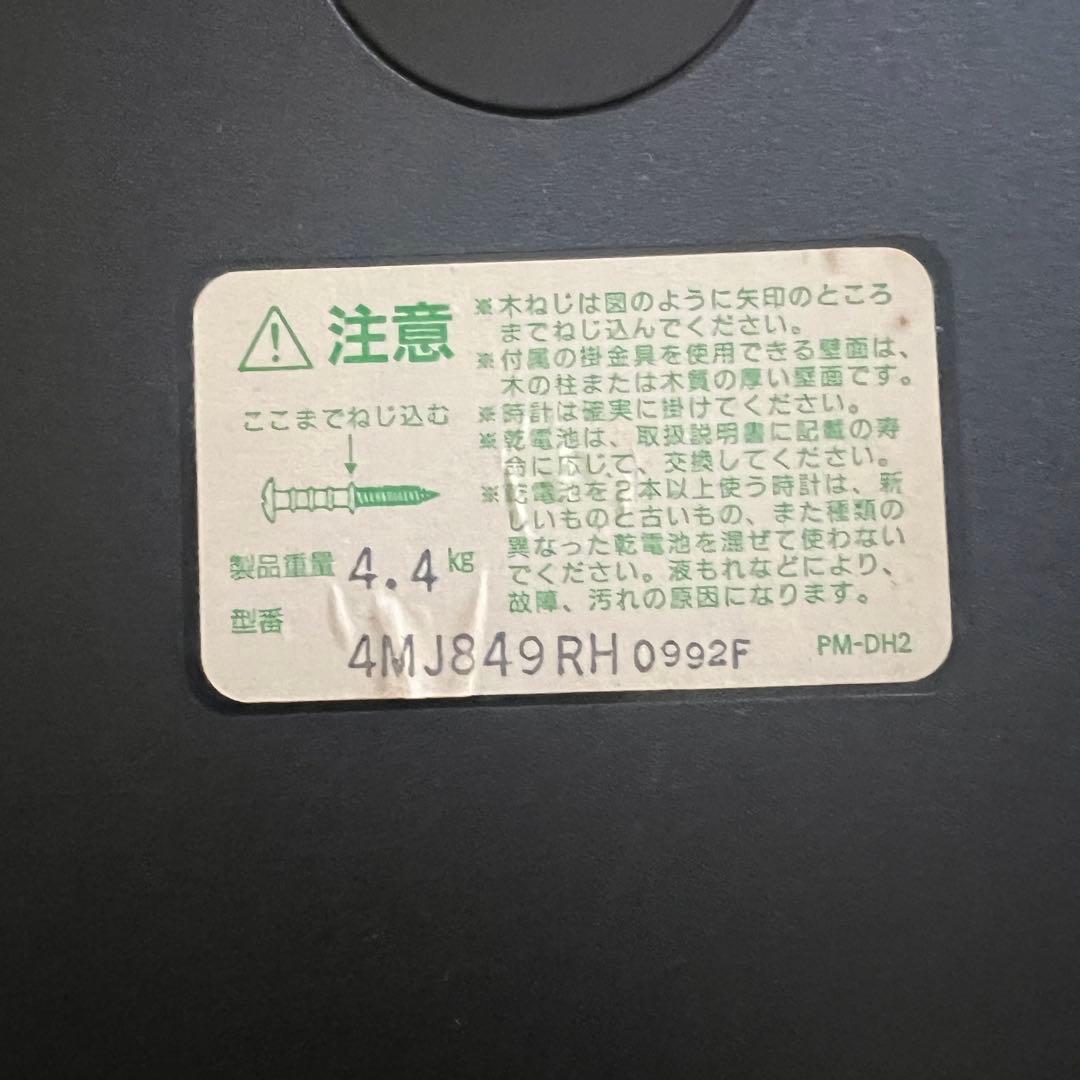 注意
ここまでねじ込む
製品重量 4.4 kg
型番
4MJ849RH 0992F
※木ねじは図のように矢印のところ
までねじ込んでください。
※付属の掛金具を使用できる壁面は、
木の柱または木質の厚い壁面です。
※時計は確実に掛けてください。
※乾電池は、取扱説明書に記載の寿
命に応じて、交換してください。
※乾電池を2本以上使う時計は、新
しいものと古いもの、また種類の
異なった乾電池を混ぜて使わない
でください。液もれなどにより、
故障、汚れの原因になります。
PM-DH2